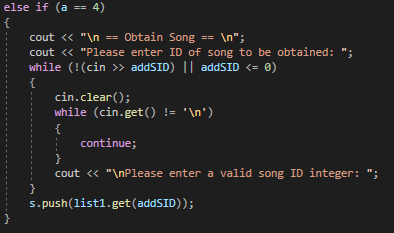 else if (a == 4)
{
cout << "\n == Obtain Song == \n";
cout << "Please enter ID of song to be obtained: ";
while (!(cin >> addSID) || addSID <= 0)
{
cin.clear();
while (cin.get() != '\n')
{
continue;
}
cout << "\nPlease enter a valid song ID integer: ";
}
s.push(list1.get(addSID));
}